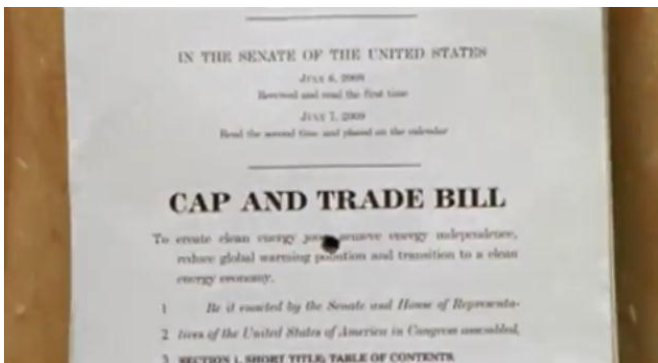 IN THE SENATE OF THE UNITED STATES
JULY 6, 2009
Received and read the first time
JULY 7, 2009
Read the second time and placed on the calendar
CAP AND TRADE BILL
To create clean energy achieve energy independence,
reduce global warming pollution and transition to a clean
energy economy.
1 Be it enacted by the Senate and House of Representa-
2 tives of the United States of America in Congress assembled,
3 SECTION 1. SHORT TITLE; TABLE OF CONTENTS.